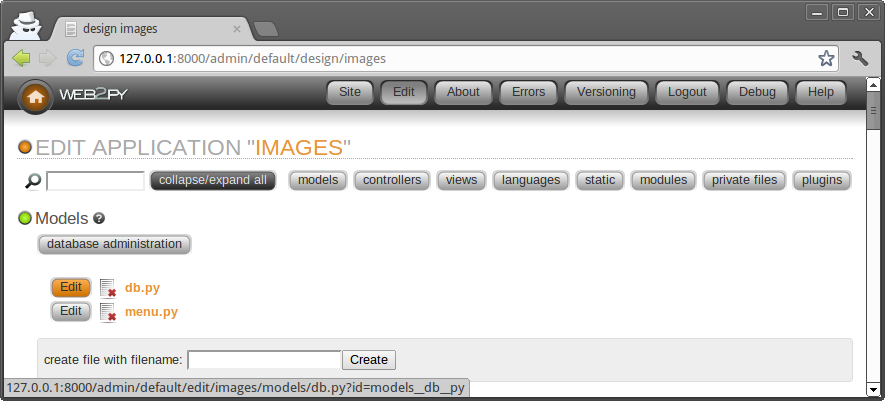 design images
127.0.0.1:8000/admin/default/design/images
WEB2PY Site Edit About Errors Versioning Logout Debug Help
EDIT APPLICATION "IMAGES"
collapse/expand all models controllers views languages static modules private files plugins
Models ?
database administration
Edit db.py
Edit menu.py
create file with filename: Create
127.0.0.1:8000/admin/default/edit/images/models/db.py?id=models__db__py